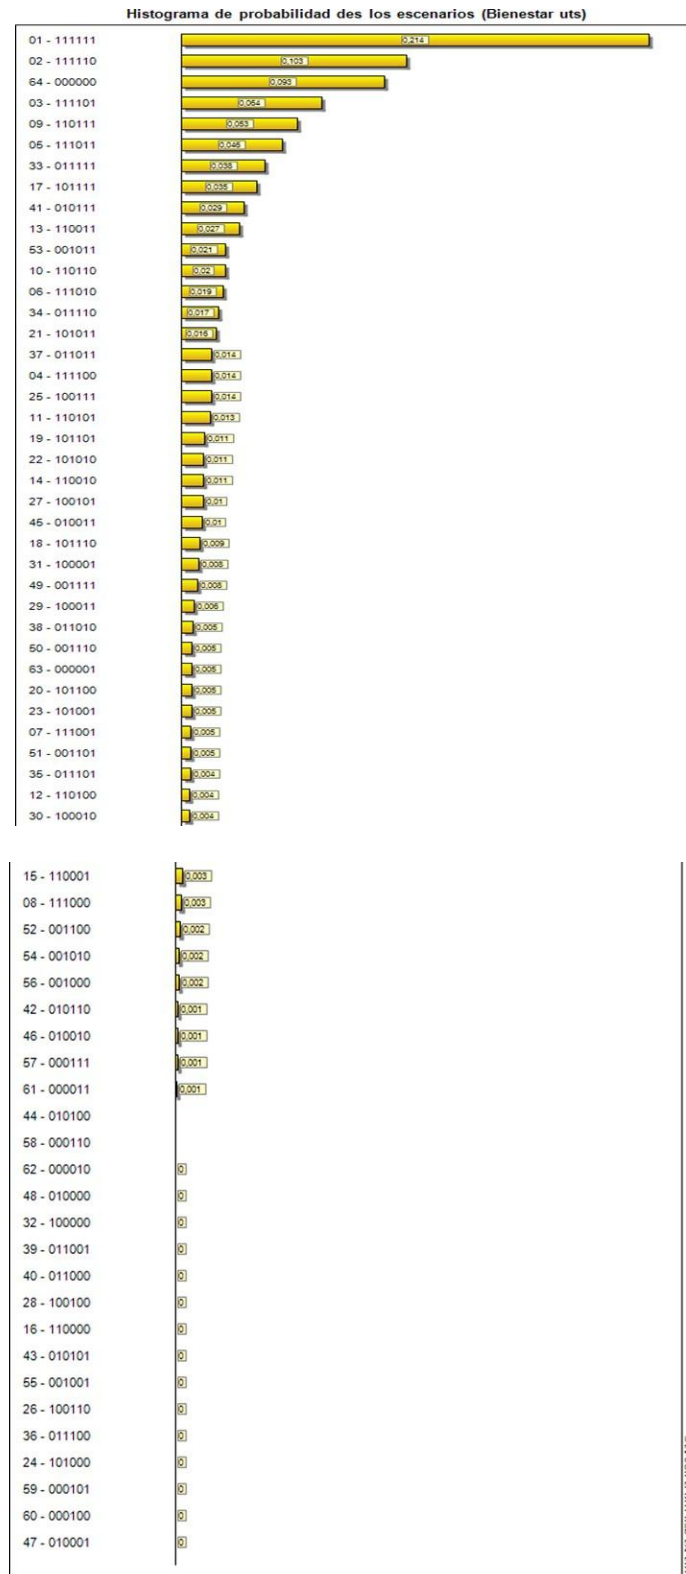 Histograma de probabilidad des los escenarios (Bienestar uts)
01 - 111111 0,214
02 - 111110 0,103
64 - 000000 0,093
03 - 111101 0,064
09 - 110111 0,053
05 - 111011 0,046
33 - 011111 0,038
17 - 101111 0,035
41 - 010111 0,029
13 - 110011 0,027
53 - 001011 0,021
10 - 110110 0,02
06 - 111010 0,019
34 - 011110 0,017
21 - 101011 0,016
37 - 011011 0,014
04 - 111100 0,014
25 - 100111 0,014
11 - 110101 0,013
19 - 101101 0,011
22 - 101010 0,011
14 - 110010 0,011
27 - 100101 0,01
45 - 010011 0,01
18 - 101110 0,009
31 - 100001 0,008
49 - 001111 0,008
29 - 100011 0,006
38 - 011010 0,005
50 - 001110 0,005
63 - 000001 0,005
20 - 101100 0,005
23 - 101001 0,005
07 - 111001 0,005
51 - 001101 0,005
35 - 011101 0,004
12 - 110100 0,004
30 - 100010 0,004
15 - 110001 0,003
08 - 111000 0,003
52 - 001100 0,002
54 - 001010 0,002
56 - 001000 0,002
42 - 010110 0,001
46 - 010010 0,001
57 - 000111 0,001
61 - 000011 0,001
44 - 010100
58 - 000110
62 - 000010 0
48 - 010000 0
32 - 100000 0
39 - 011001 0
40 - 011000 0
28 - 100100 0
16 - 110000 0
43 - 010101 0
55 - 001001 0
26 - 100110 0
36 - 011100 0
24 - 101000 0
59 - 000101 0
60 - 000100 0
47 - 010001 0